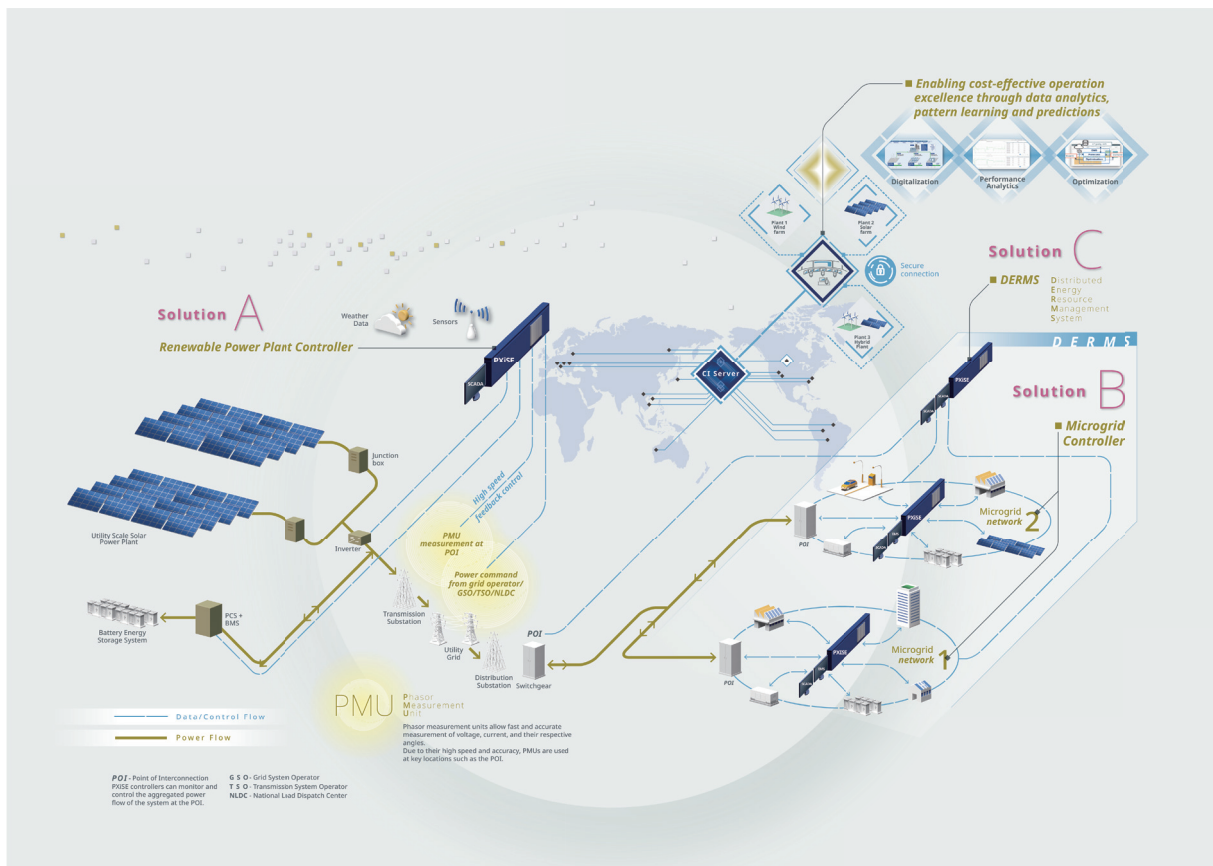 Enabling cost-effective operation
excellence through data analytics,
pattern learning and predictions
Digitalization
Performance
Analytics
Optimization
Plant 1
Wind
farm
Plant 2
Solar
farm
Secure
connection
Plant 3
Hybrid
Plant
Solution C
DERMS
Distributed
Energy
Resource
Management
System
DERMS
Solution A
Renewable Power Plant Controller
Weather
Data
Sensors
PXiSE
SCADA
CI Server
PXiSE
SCADA
Solution B
Microgrid
Controller
Junction
box
Utility Scale Solar
Power Plant
Inverter
High speed
feedback control
PMU
measurement at
POI
Power command
from grid operator/
GSO/TSO/NLDC
Transmission
Substation
PCS +
BMS
Battery Energy
Storage System
Utility
Grid
Distribution
Substation
POI
Switchgear
POI
PXiSE
SCADA
Microgrid
network 2
POI
PXiSE
SCADA
Microgrid
network 1
PMU
Phasor
Measurement
Unit
Phasor measurement units allow fast and accurate
measurement of voltage, current, and their respective
angles.
Due to their high speed and accuracy, PMUs are used
at key locations such as the POI.
Data/Control Flow
Power Flow
POI - Point of Interconnection
PXISE controllers can monitor and
control the aggregated power
flow of the system at the POI.
G S O - Grid System Operator
T S O - Transmisson System Operator
NLDC - National Load Dispatch Center